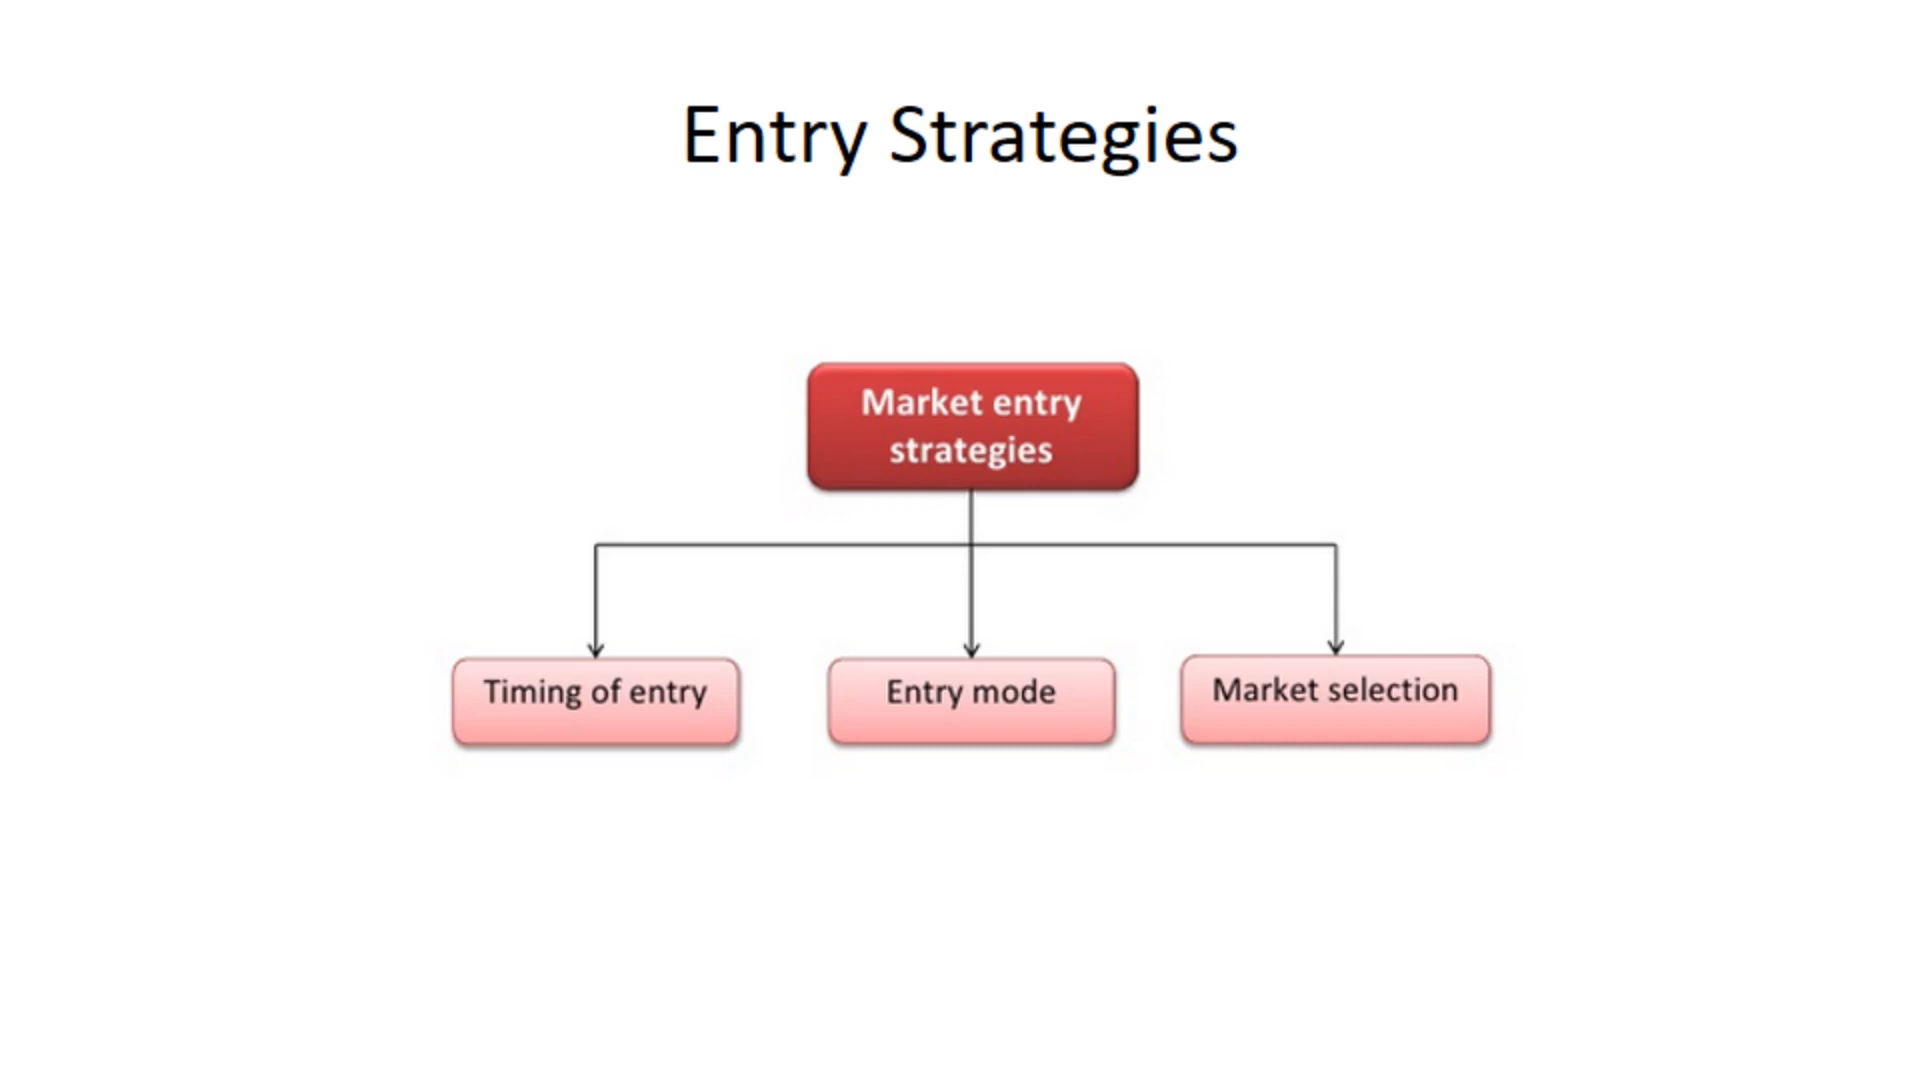 Entry Strategies
Market entry
strategies
Timing of entry
Entry mode
Market selection